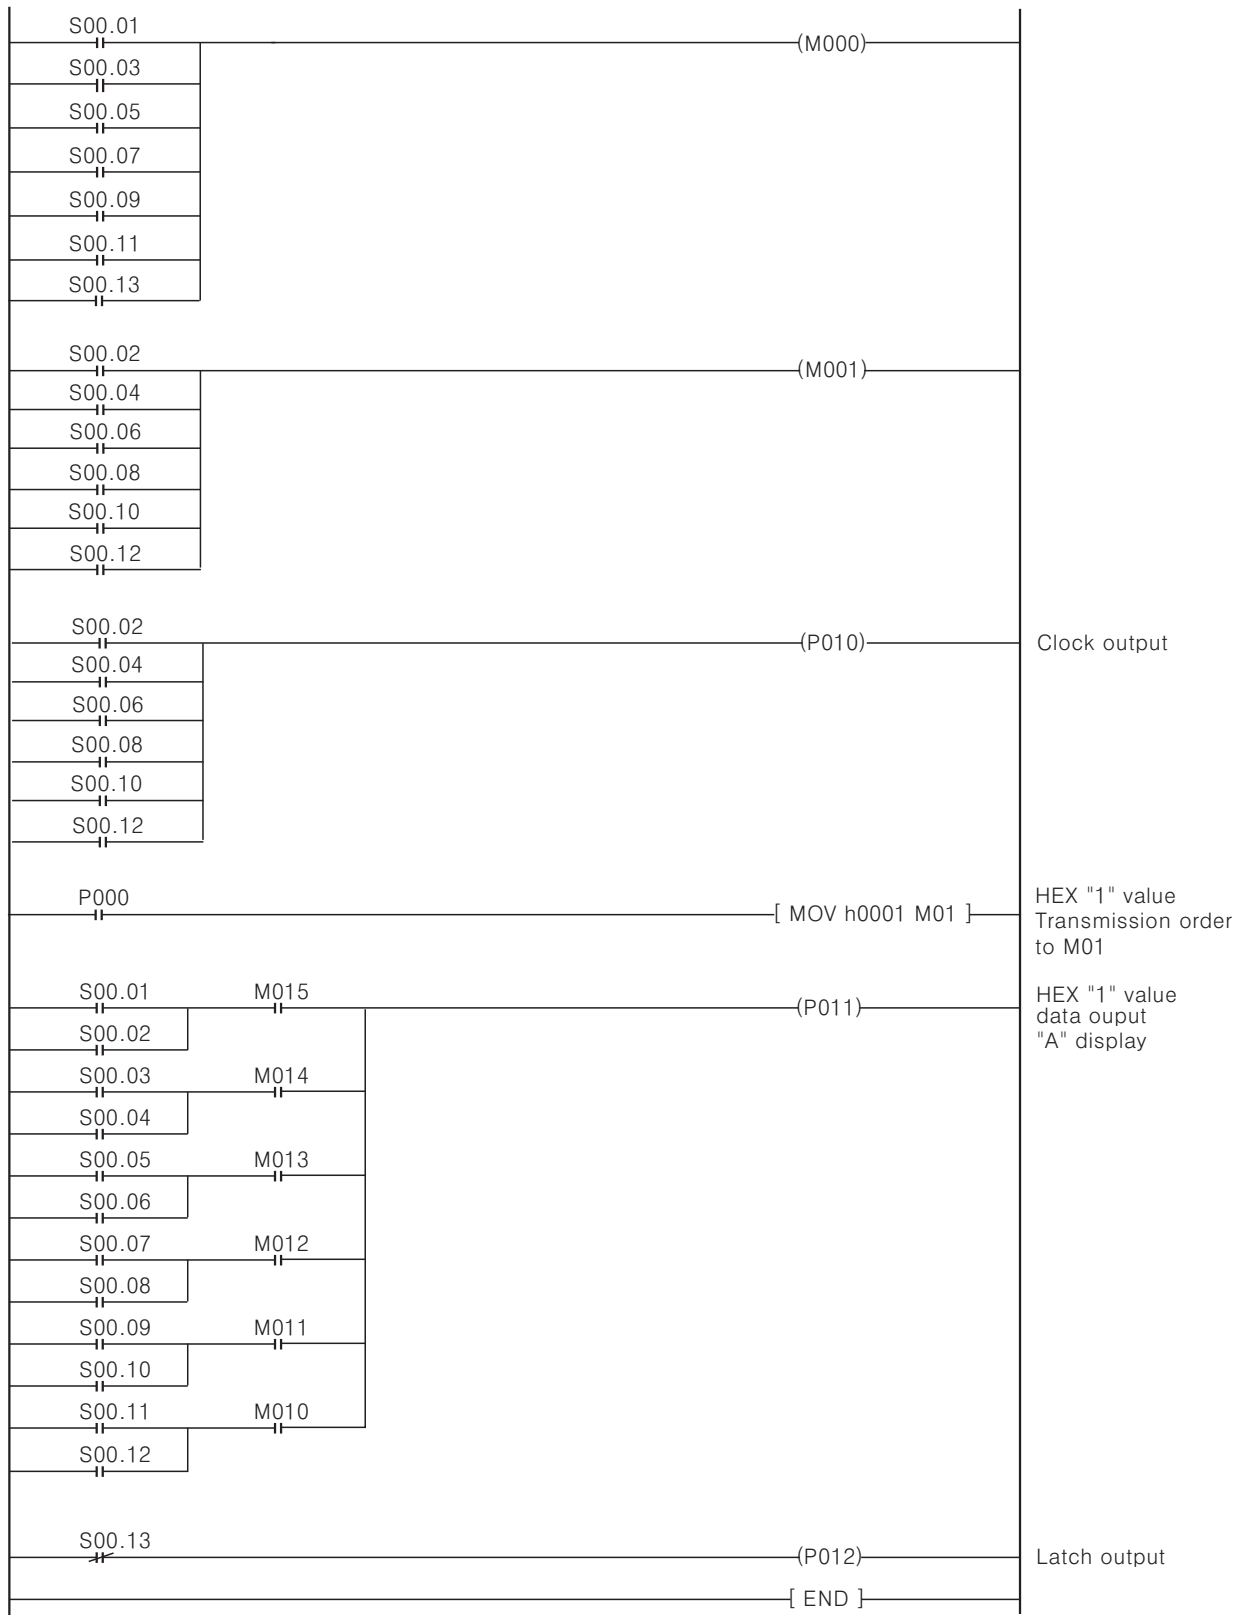 S00.01
(M000)
S00.03
S00.05
S00.07
S00.09
S00.11
S00.13
S00.02
(M001)
S00.04
S00.06
S00.08
S00.10
S00.12
S00.02
(P010)
Clock output
S00.04
S00.06
S00.08
S00.10
S00.12
P000
[ MOV h0001 M01 ]
HEX "1" value
Transmission order
to M01
S00.01 M015
(P011)
HEX "1" value
data ouput
"A" display
S00.02
S00.03 M014
S00.04
S00.05 M013
S00.06
S00.07 M012
S00.08
S00.09 M011
S00.10
S00.11 M010
S00.12
S00.13
(P012)
Latch output
[ END ]